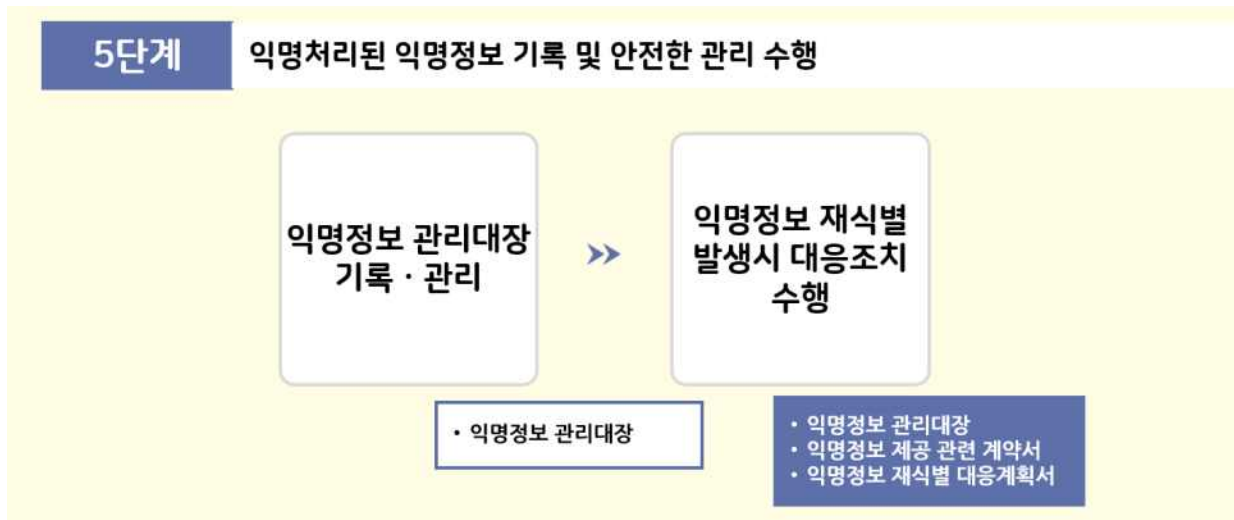 5단계
익명처리된 익명정보 기록 및 안전한 관리 수행
익명정보 관리대장
기록 · 관리
익명정보 재식별
발생시 대응조치
수행
· 익명정보 관리대장
· 익명정보 관리대장
· 익명정보 제공 관련 계약서
· 익명정보 재식별 대응계획서